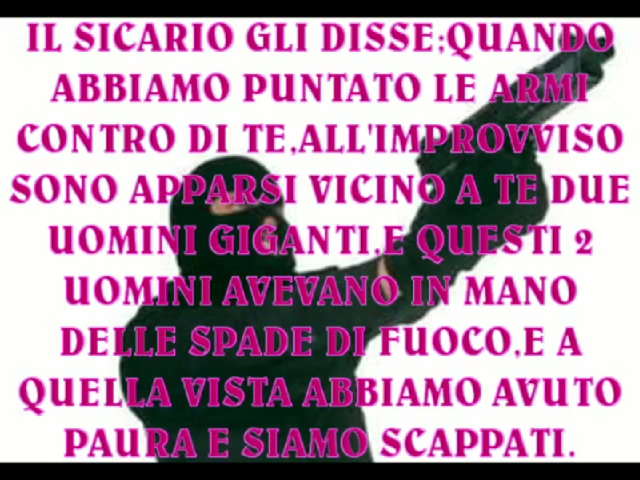 IL SICARIO GLI DISSE;QUANDO
ABBIAMO PUNTATO LE ARMI
CONTRO DI TE,ALL'IMPROVVISO
SONO APPARSI VICINO A TE DUE
UOMINI GIGANTI.E QUESTI 2
UOMINI AVEVANO IN MANO
DELLE SPADE DI FUOCO,E A
QUELLA VISTA ABBIAMO AVUTO
PAURA E SIAMO SCAPPATI.